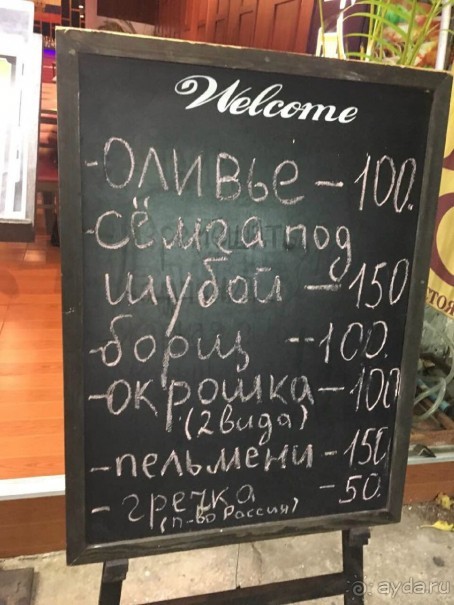 Welcome
-Оливье - 100.
-сёмга под
шубой - 150
-борщ --100.
-окрошка - 100
(2 вида)
-пельмени - 150
- гречка - 50.
(п-во Россия)
ayda.ru